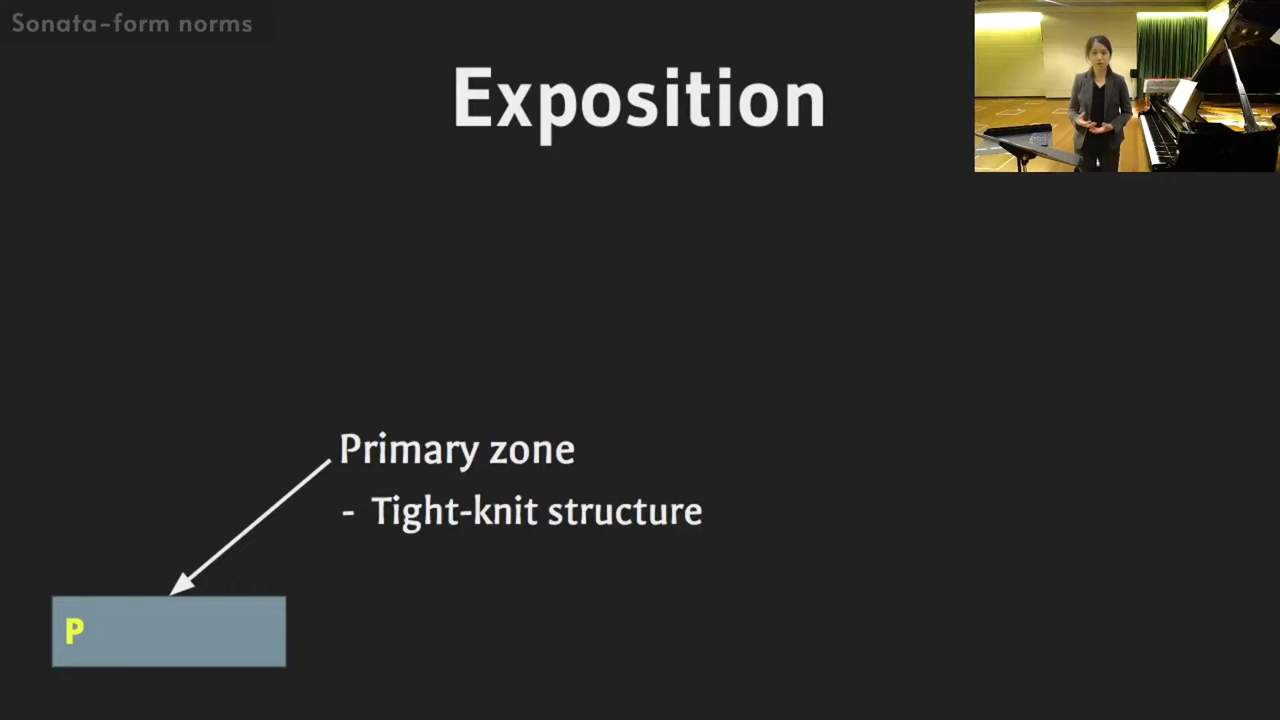 Sonata-form norms
Exposition
Primary zone
- Tight-knit structure
P